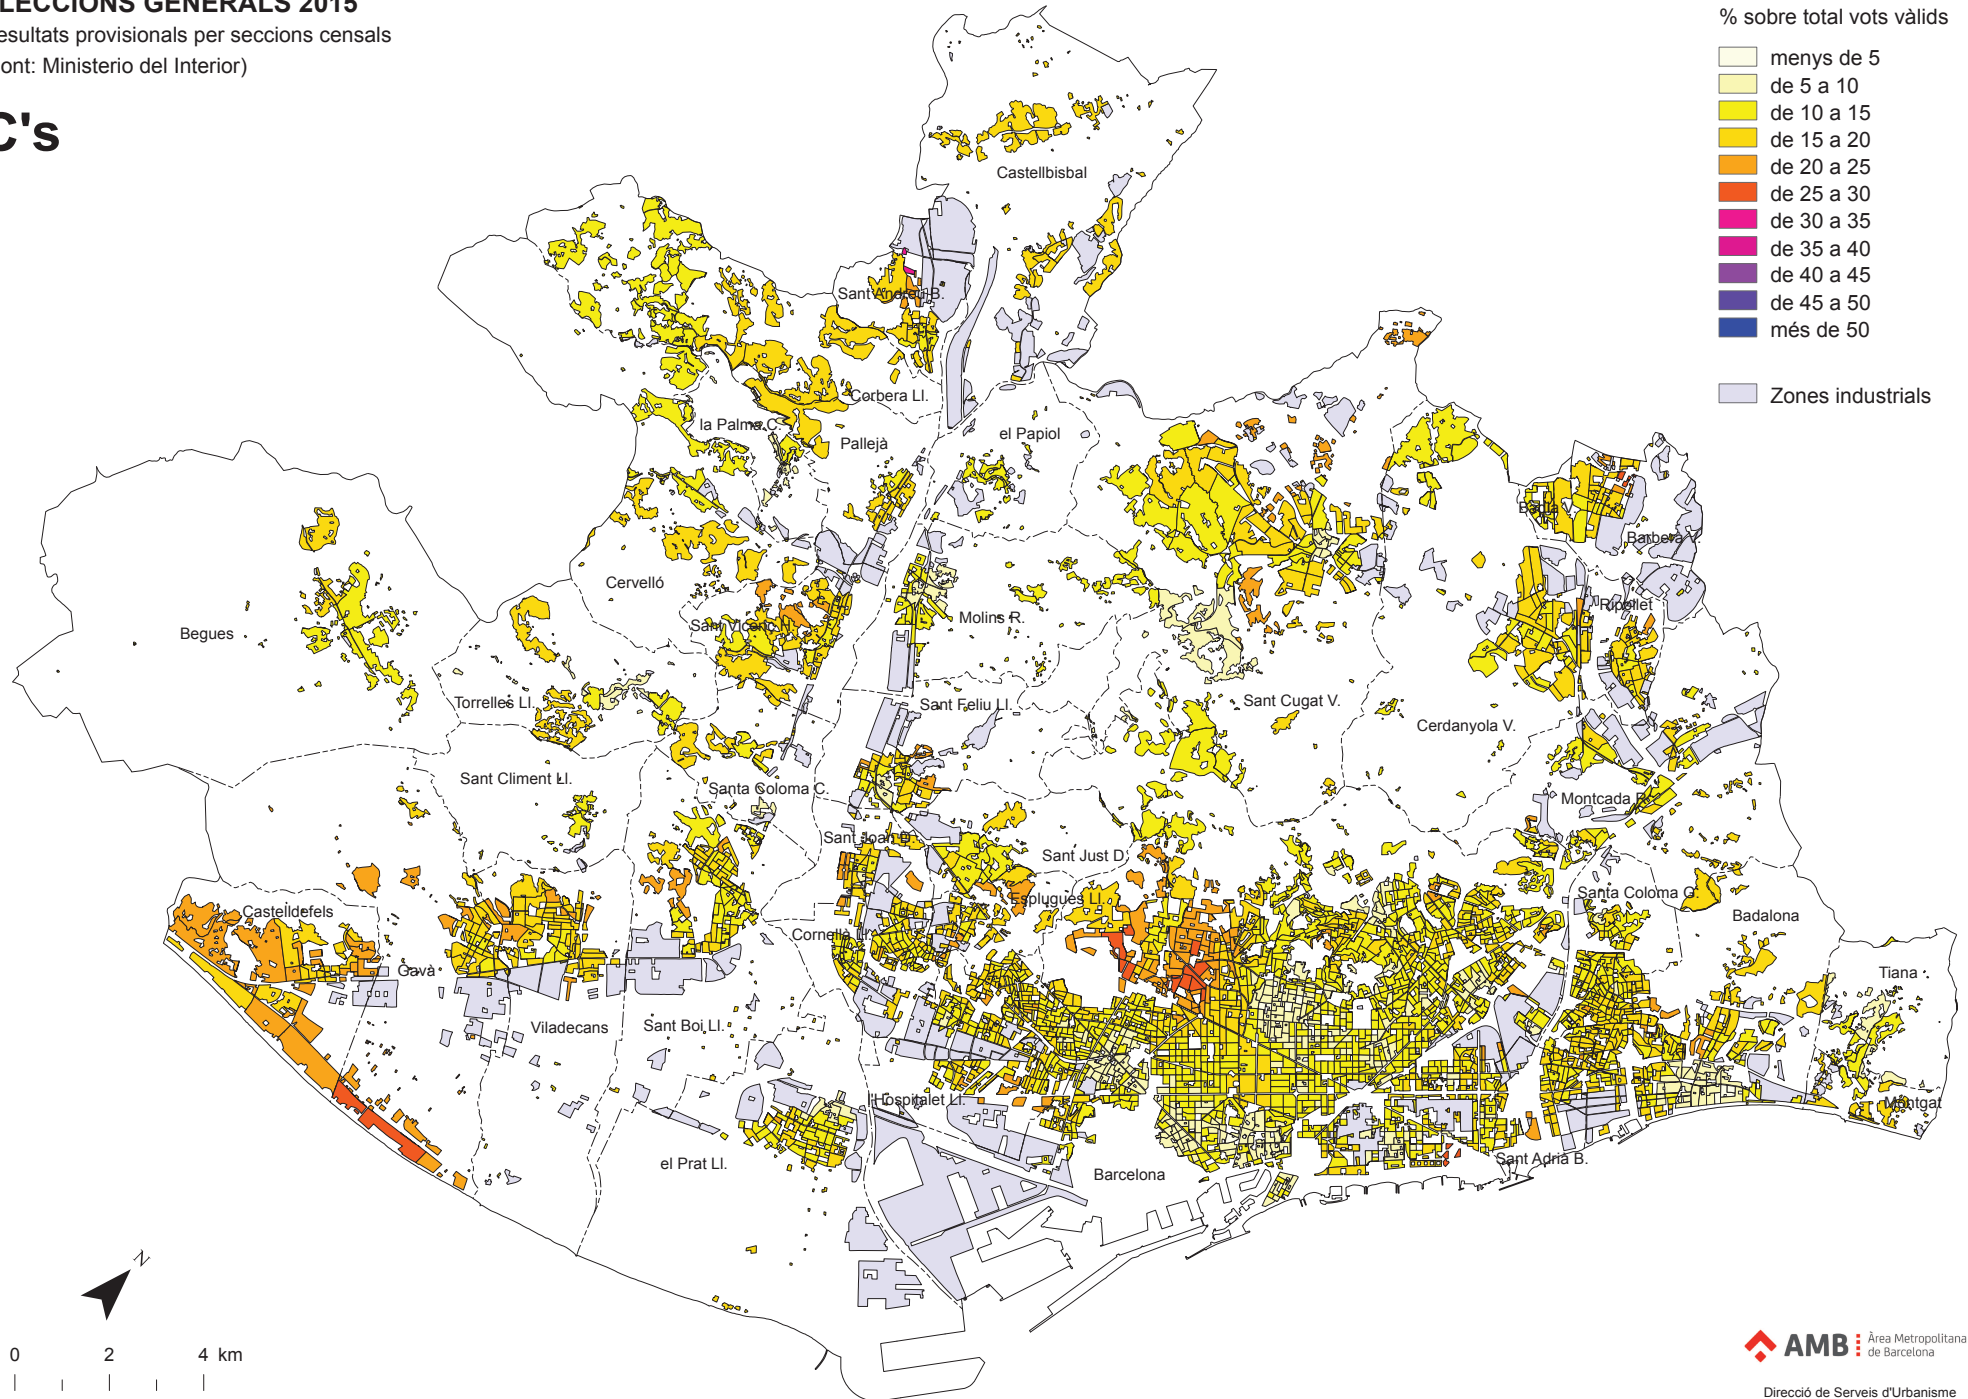 LECCIONS GENERALS 2015
esultats provisionals per seccions censals
ont: Ministerio del Interior)
C's
% sobre total vots vàlids
menys de 5
de 5 a 10
de 10 a 15
de 15 a 20
de 20 a 25
de 25 a 30
de 30 a 35
de 35 a 40
de 40 a 45
de 45 a 50
més de 50
Zones industrials
Castellbisbal
Sant Andreu B.
Corbera Ll.
la Palma C.
Pallejà
el Papiol
Badia V.
Barberà V.
Cervelló
Ripollet
Molins R.
Sant Vicenç
Begues
Torrelles Ll.
Sant Feliu Ll.
Sant Cugat V.
Cerdanyola V.
Sant Climent Ll.
Santa Coloma C.
Montcada R.
Sant Joan D.
Sant Just D.
Santa Coloma G.
Esplugues Ll.
Castelldefels
Badalona
Cornellà Ll.
Gavà
Tiana
Viladecans
Sant Boi Ll.
l'Hospitalet Ll.
Montgat
el Prat Ll.
Sant Adrià B.
Barcelona
N
0 2 4 km
AMB
Àrea Metropolitana
de Barcelona
Direcció de Serveis d'Urbanisme